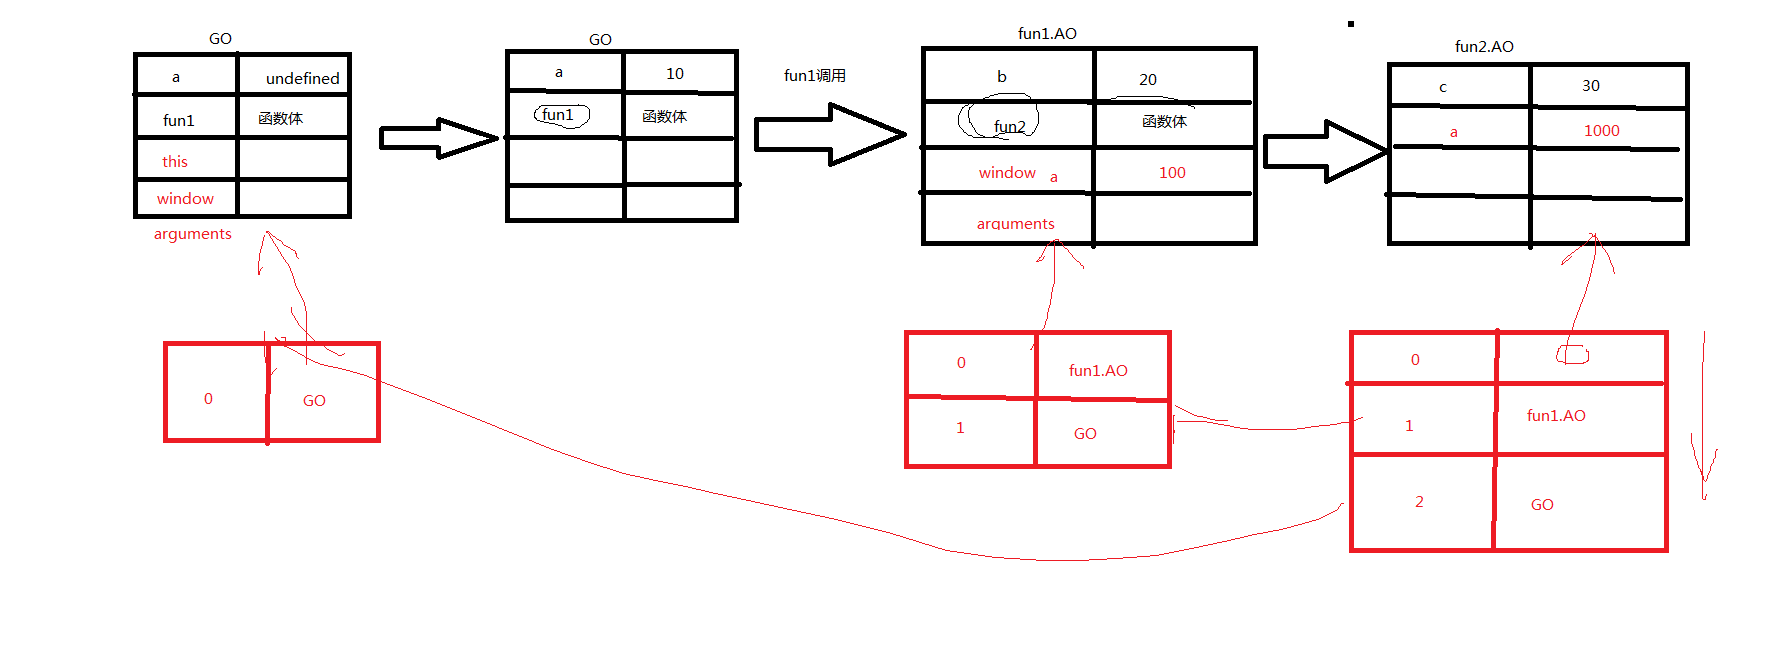 GO
a undefined
fun1 函数体
this
window
arguments
GO
a 10
fun1 函数体
fun1调用
fun1.AO
b 20
fun2 函数体
window a 100
arguments
fun2.AO
c 30
a 1000
0 GO
0 fun1.AO
1 GO
0
1 fun1.AO
2 GO